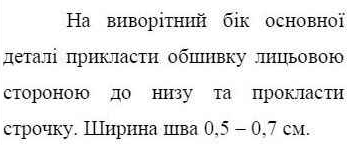 На виворітний бік основної
деталі прикласти обшивку лицьовою
стороною до низу та прокласти
строчку. Ширина шва 0,5 – 0,7 см.